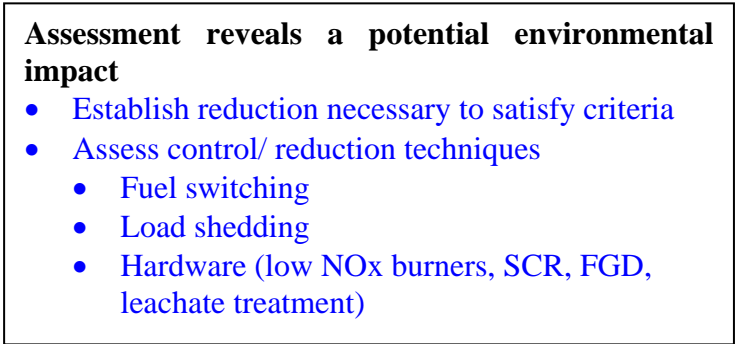 Assessment reveals a potential environmental
impact
• Establish reduction necessary to satisfy criteria
• Assess control/ reduction techniques
• Fuel switching
• Load shedding
• Hardware (low NOx burners, SCR, FGD,
leachate treatment)